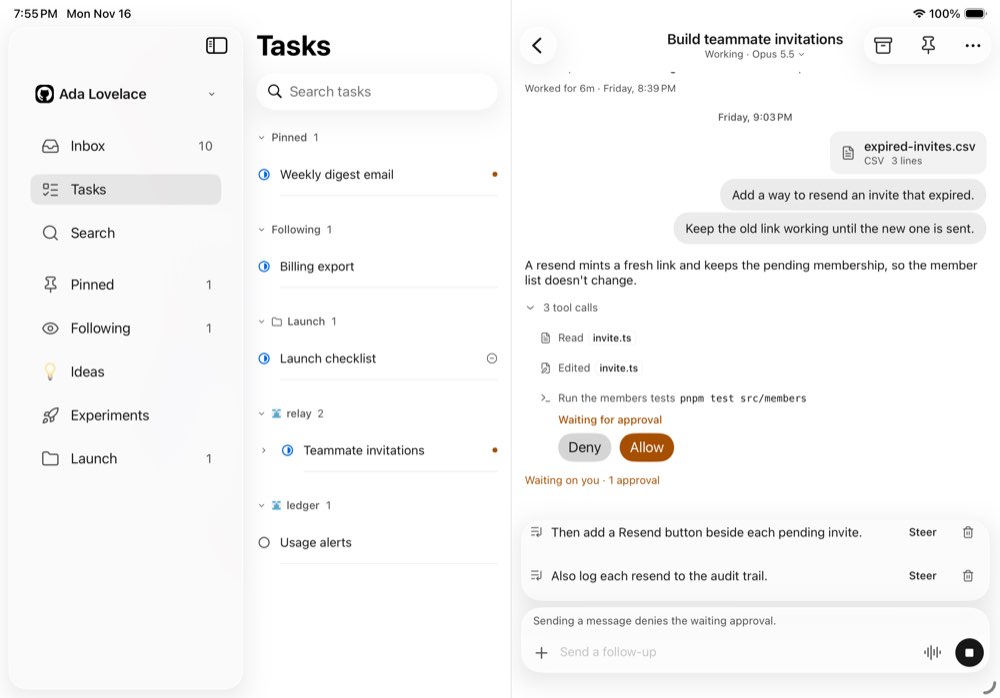 7:55 PM Mon Nov 16
100%
Ada Lovelace
Inbox 10
Tasks
Search
Pinned 1
Following 1
Ideas
Experiments
Launch 1
Tasks
Search tasks
Pinned 1
Weekly digest email
Following 1
Billing export
Launch 1
Launch checklist
relay 2
Teammate invitations
ledger 1
Usage alerts
Build teammate invitations
Working · Opus 5.5
Worked for 6m · Friday, 8:39 PM
Friday, 9:03 PM
expired-invites.csv
CSV 3 lines
Add a way to resend an invite that expired.
Keep the old link working until the new one is sent.
A resend mints a fresh link and keeps the pending membership, so the member
list doesn't change.
3 tool calls
Read invite.ts
Edited invite.ts
Run the members tests pnpm test src/members
Waiting for approval
Deny Allow
Waiting on you · 1 approval
Then add a Resend button beside each pending invite. Steer
Also log each resend to the audit trail. Steer
Sending a message denies the waiting approval.
Send a follow-up